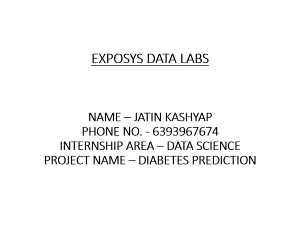 EXPOSYS DATA LABS
NAME – JATIN KASHYAP
PHONE NO. - 6393967674
INTERNSHIP AREA – DATA SCIENCE
PROJECT NAME – DIABETES PREDICTION